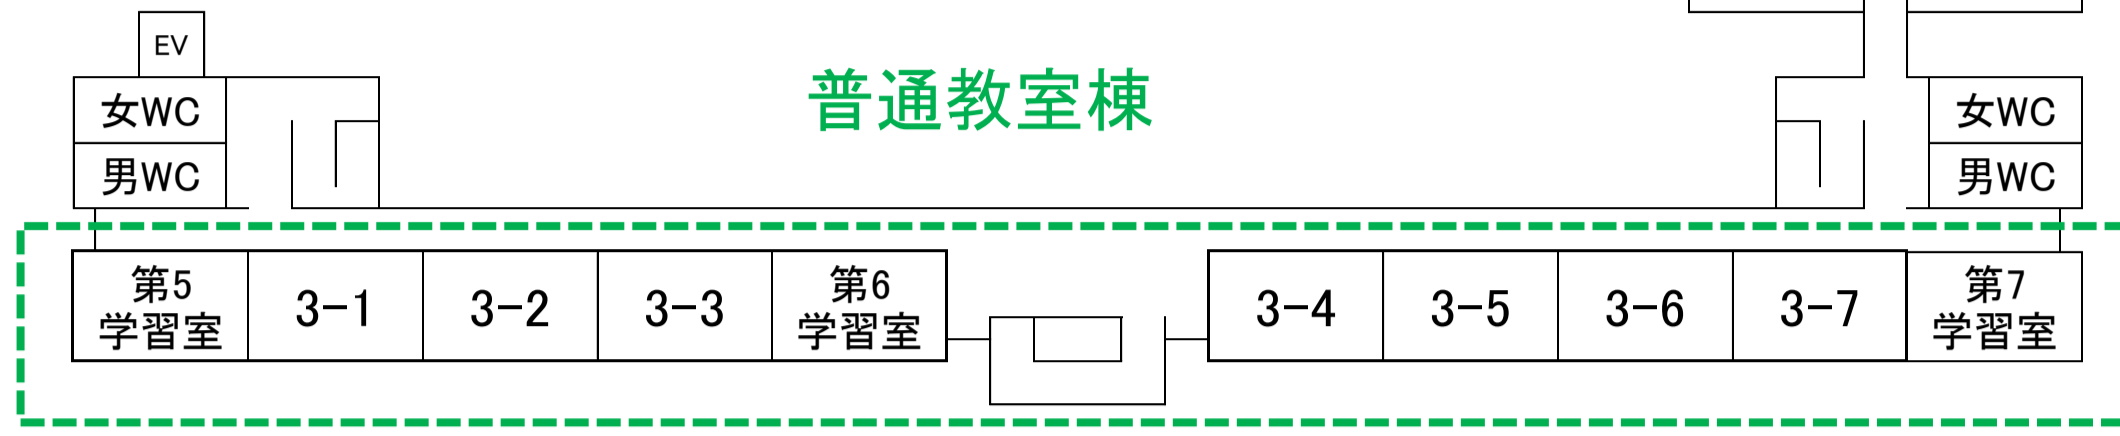 EV
普通教室棟
女WC
男WC
女WC
男WC
第5
学習室
3-1
3-2
3-3
第6
学習室
3-4
3-5
3-6
3-7
第7
学習室